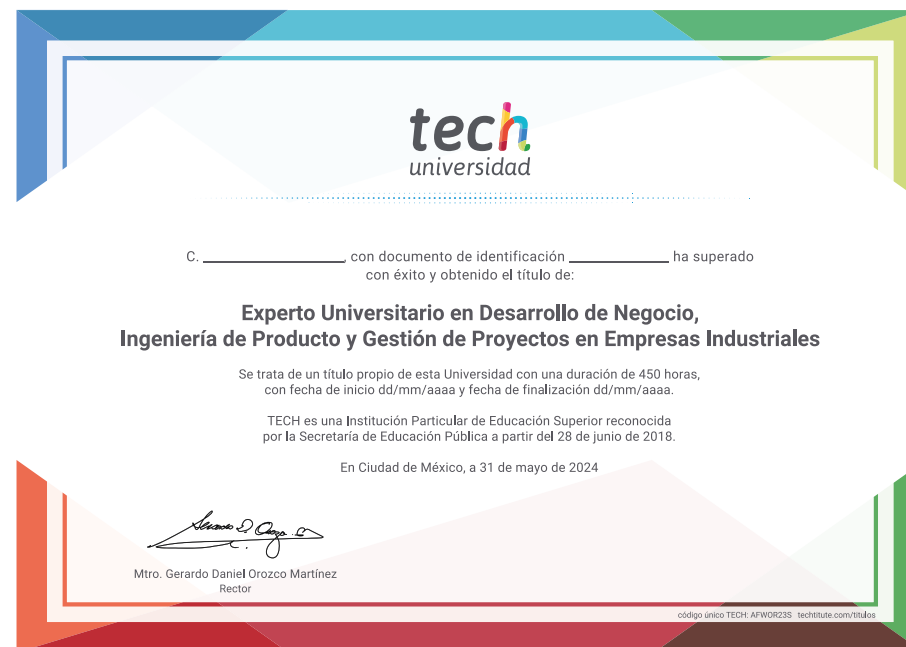 tech
universidad
C. ____________________, con documento de identificación ______________ ha superado
con éxito y obtenido el título de:
Experto Universitario en Desarrollo de Negocio,
Ingeniería de Producto y Gestión de Proyectos en Empresas Industriales
Se trata de un título propio de esta Universidad con una duración de 450 horas,
con fecha de inicio dd/mm/aaaa y fecha de finalización dd/mm/aaaa.
TECH es una Institución Particular de Educación Superior reconocida
por la Secretaría de Educación Pública a partir del 28 de junio de 2018.
En Ciudad de México, a 31 de mayo de 2024
Mtro. Gerardo Daniel Orozco Martínez
Rector
código único TECH: AFWOR23S techtitute.com/titulos